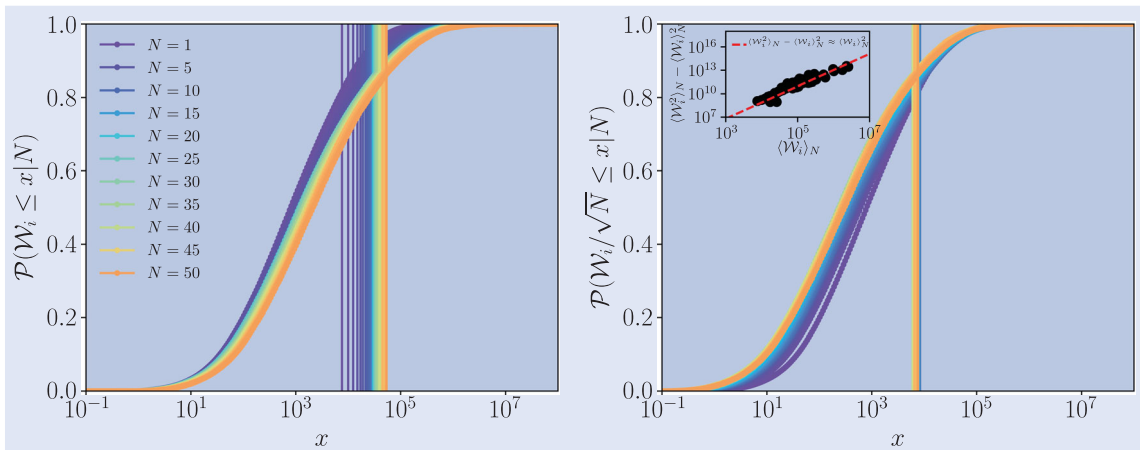 𝒫(𝒲ᵢ ≤ x|N)
1.0
0.8
0.6
0.4
0.2
0.0
N = 1
N = 5
N = 10
N = 15
N = 20
N = 25
N = 30
N = 35
N = 40
N = 45
N = 50
10⁻¹ 10¹ 10³ 10⁵ 10⁷
x
𝒫(𝒲ᵢ/√N ≤ x|N)
1.0
0.8
0.6
0.4
0.2
0.0
⟨𝒲ᵢ²⟩_N − ⟨𝒲ᵢ⟩²_N
10¹⁶
10¹³
10¹⁰
10⁷
⟨𝒲ᵢ²⟩_N − ⟨𝒲ᵢ⟩²_N ≈ ⟨𝒲ᵢ⟩²_N
10³ 10⁵ 10⁷
⟨𝒲ᵢ⟩_N
10⁻¹ 10¹ 10³ 10⁵ 10⁷
x